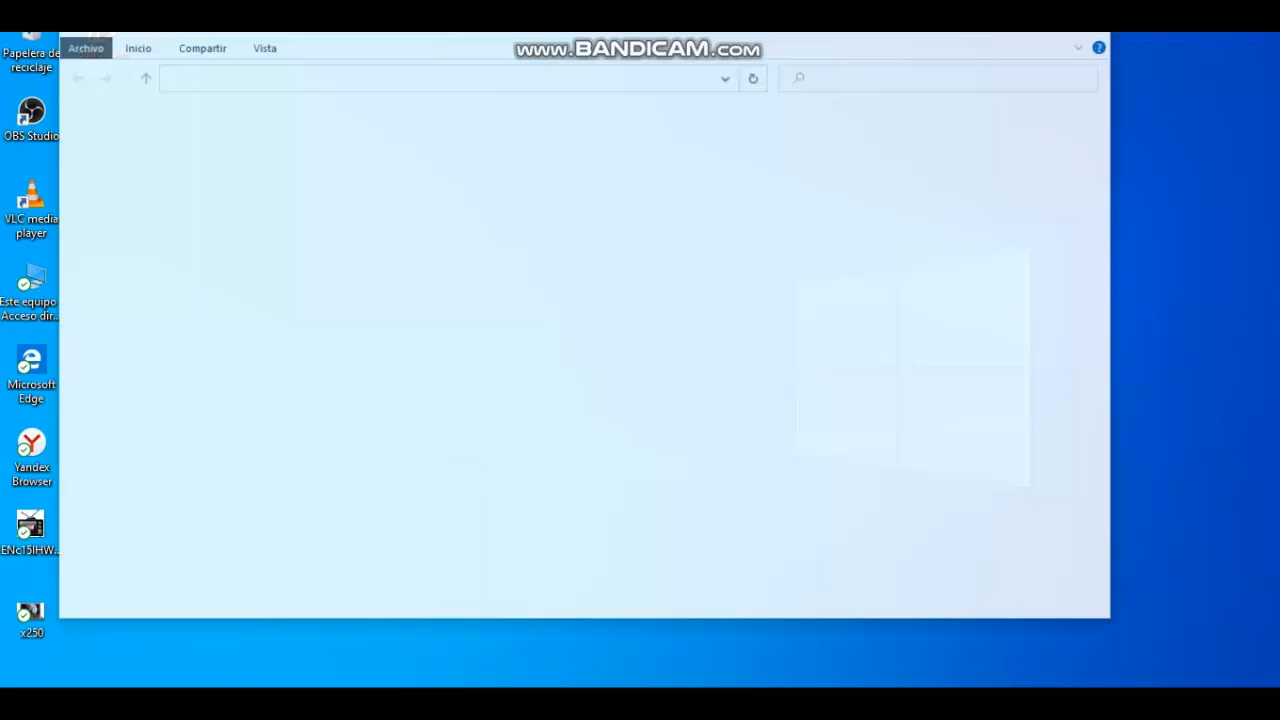 Archivo Inicio Compartir Vista
www.BANDICAM.com
Papelera de
reciclaje
OBS Studio
VLC media
player
Este equipo
Acceso dir...
Microsoft
Edge
Yandex
Browser
ENc15IHW...
x250